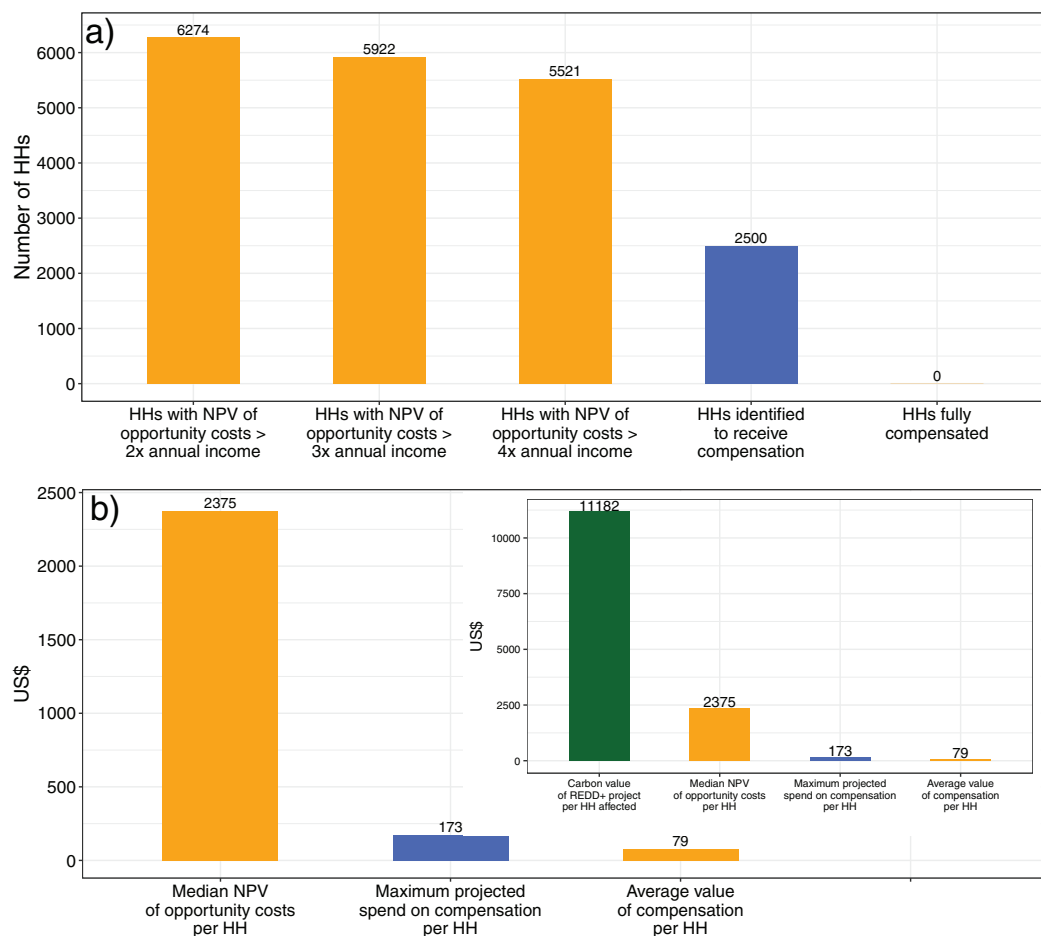 a)
6274
5922
5521
2500
0
Number of HHs
6000
5000
4000
3000
2000
1000
0
HHs with NPV of
opportunity costs >
2x annual income
HHs with NPV of
opportunity costs >
3x annual income
HHs with NPV of
opportunity costs >
4x annual income
HHs identified
to receive
compensation
HHs fully
compensated
b)
2375
173
79
US$
2500
2000
1500
1000
500
0
Median NPV
of opportunity costs
per HH
Maximum projected
spend on compensation
per HH
Average value
of compensation
per HH
11182
2375
173
79
US$
10000
7500
5000
2500
0
Carbon value
of REDD+ project
per HH affected
Median NPV
of opportunity costs
per HH
Maximum projected
spend on compensation
per HH
Average value
of compensation
per HH